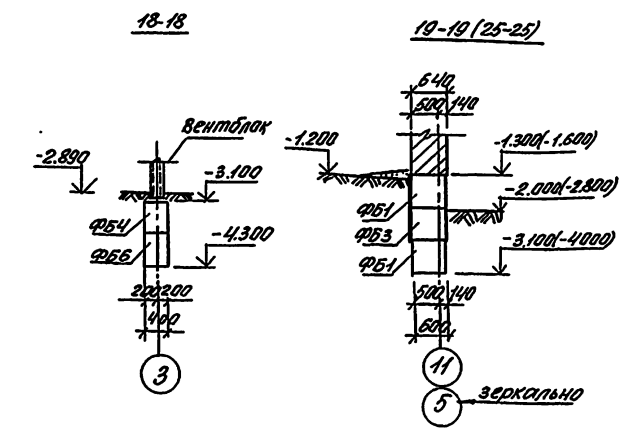 18-18
Вентблак
-2.890
-3.100
ФБ4
ФБ6
-4.300
200 200
400
3
19-19 (25-25)
640
500 140
-1.200
-1.300(-1.600)
-2.000(-2.800)
ФБ1
ФБ3
ФБ1
-3.100(-4000)
500 140
600
11
5
зеркально